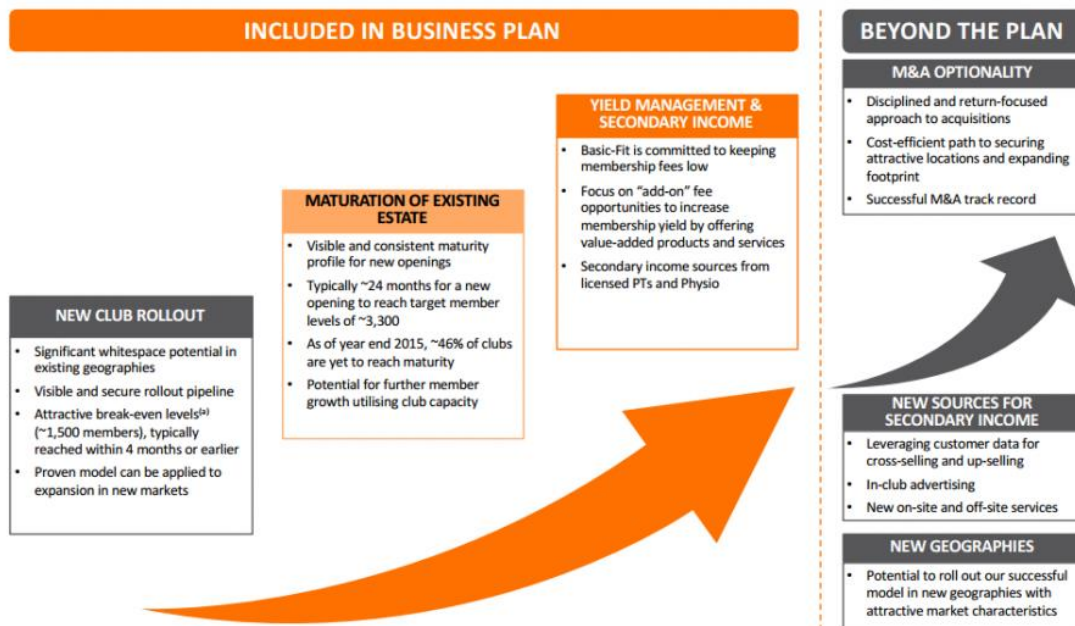 INCLUDED IN BUSINESS PLAN
NEW CLUB ROLLOUT
• Significant whitespace potential in
existing geographies
• Visible and secure rollout pipeline
• Attractive break-even levels(a)
(~1,500 members), typically
reached within 4 months or earlier
• Proven model can be applied to
expansion in new markets
MATURATION OF EXISTING
ESTATE
• Visible and consistent maturity
profile for new openings
• Typically ~24 months for a new
opening to reach target member
levels of ~3,300
• As of year end 2015, ~46% of clubs
are yet to reach maturity
• Potential for further member
growth utilising club capacity
YIELD MANAGEMENT &
SECONDARY INCOME
• Basic-Fit is committed to keeping
membership fees low
• Focus on “add-on” fee
opportunities to increase
membership yield by offering
value-added products and services
• Secondary income sources from
licensed PTs and Physio
BEYOND THE PLAN
M&A OPTIONALITY
• Disciplined and return-focused
approach to acquisitions
• Cost-efficient path to securing
attractive locations and expanding
footprint
• Successful M&A track record
NEW SOURCES FOR
SECONDARY INCOME
• Leveraging customer data for
cross-selling and up-selling
• In-club advertising
• New on-site and off-site services
NEW GEOGRAPHIES
• Potential to roll out our successful
model in new geographies with
attractive market characteristics